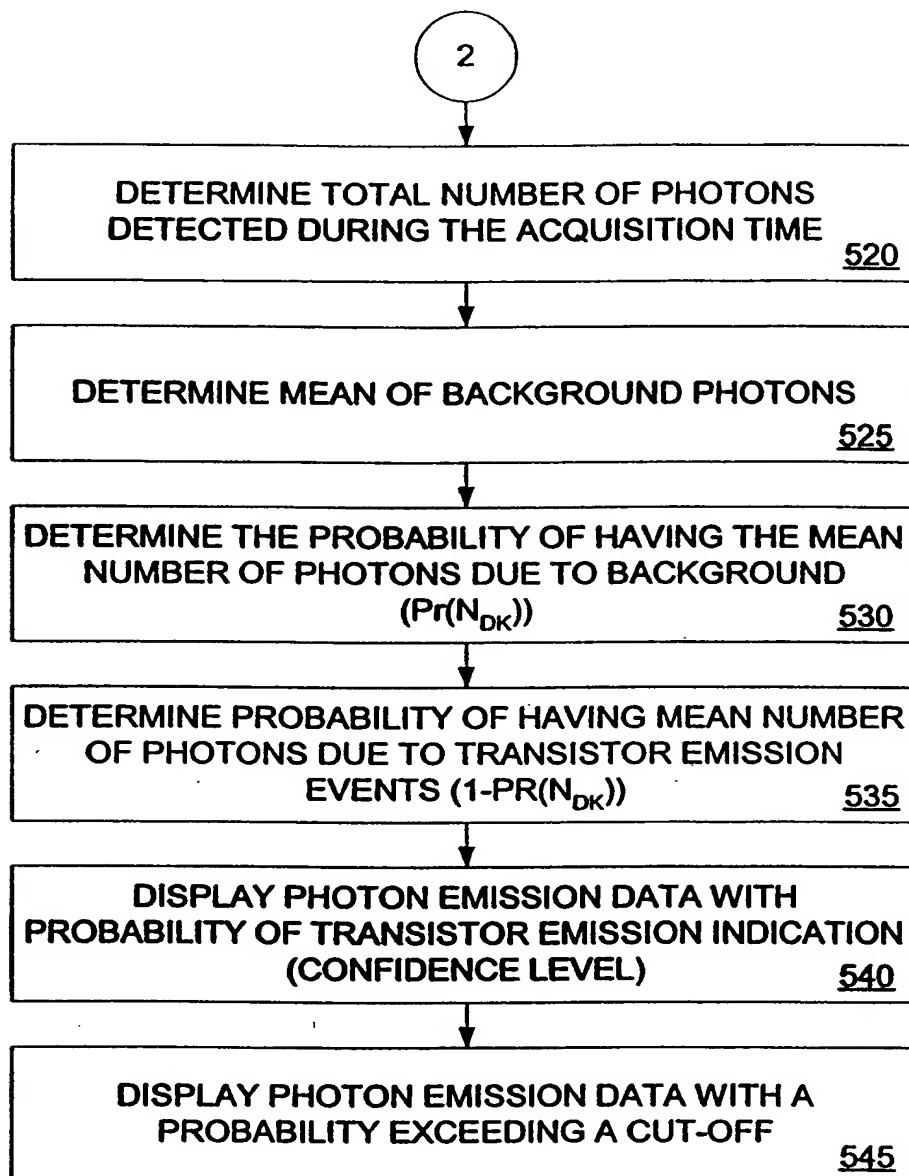 2
DETERMINE TOTAL NUMBER OF PHOTONS
DETECTED DURING THE ACQUISITION TIME
520
DETERMINE MEAN OF BACKGROUND PHOTONS
525
DETERMINE THE PROBABILITY OF HAVING THE MEAN
NUMBER OF PHOTONS DUE TO BACKGROUND
(Pr(N_DK))
530
DETERMINE PROBABILITY OF HAVING MEAN NUMBER
OF PHOTONS DUE TO TRANSISTOR EMISSION
EVENTS (1-PR(N_DK))
535
DISPLAY PHOTON EMISSION DATA WITH
PROBABILITY OF TRANSISTOR EMISSION INDICATION
(CONFIDENCE LEVEL)
540
DISPLAY PHOTON EMISSION DATA WITH A
PROBABILITY EXCEEDING A CUT-OFF
545